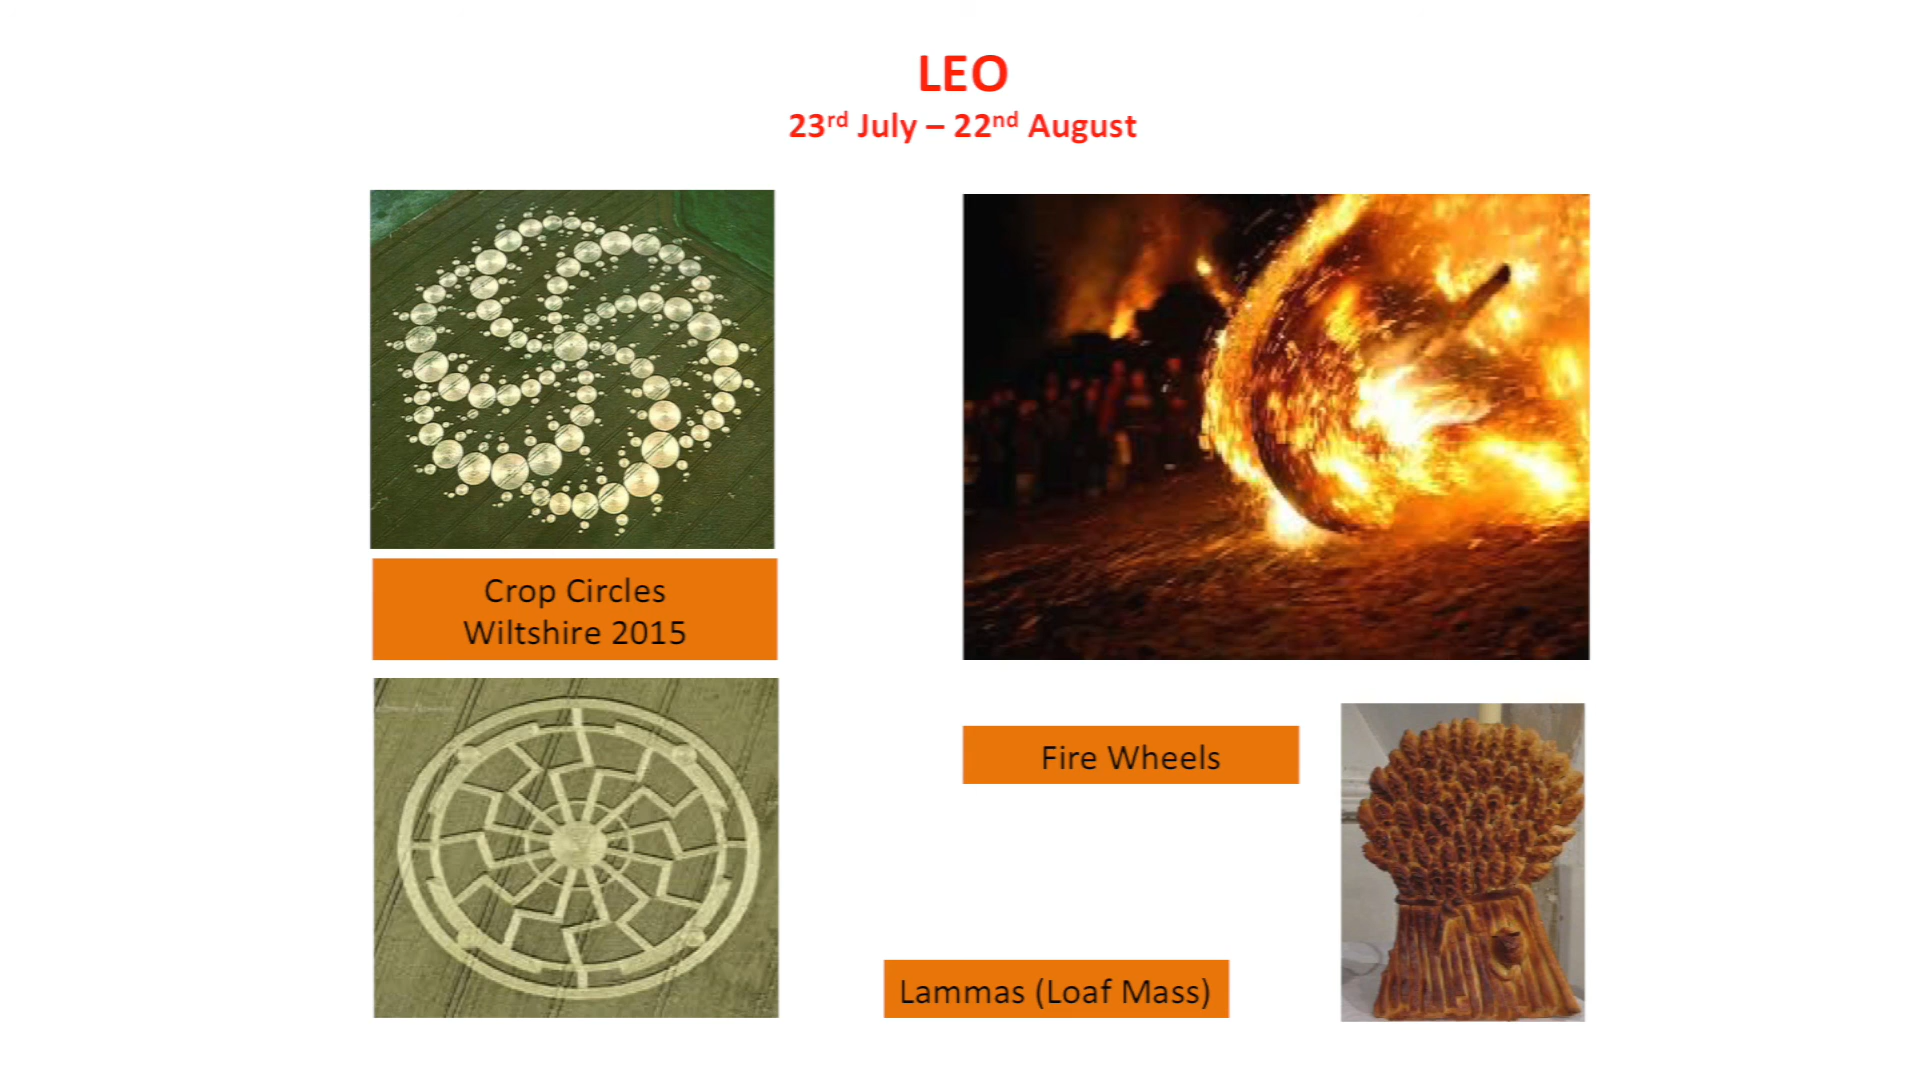 LEO
23rd July – 22nd August
Crop Circles
Wiltshire 2015
Fire Wheels
Lammas (Loaf Mass)